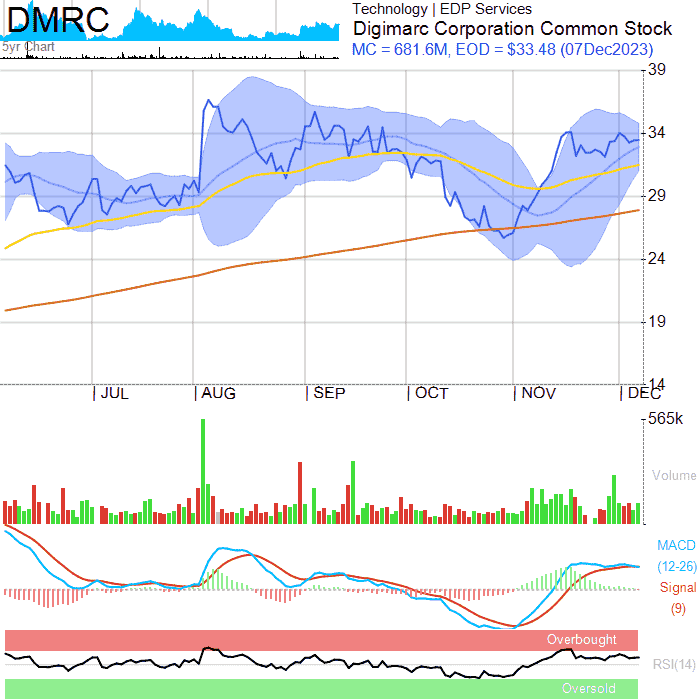 DMRC
5yr Chart
Technology | EDP Services
Digimarc Corporation Common Stock
MC = 681.6M, EOD = $33.48 (07Dec2023)
39
34
29
24
19
14
JUL
AUG
SEP
OCT
NOV
DEC
565k
Volume
MACD
(12-26)
Signal
(9)
Overbought
RSI(14)
Oversold